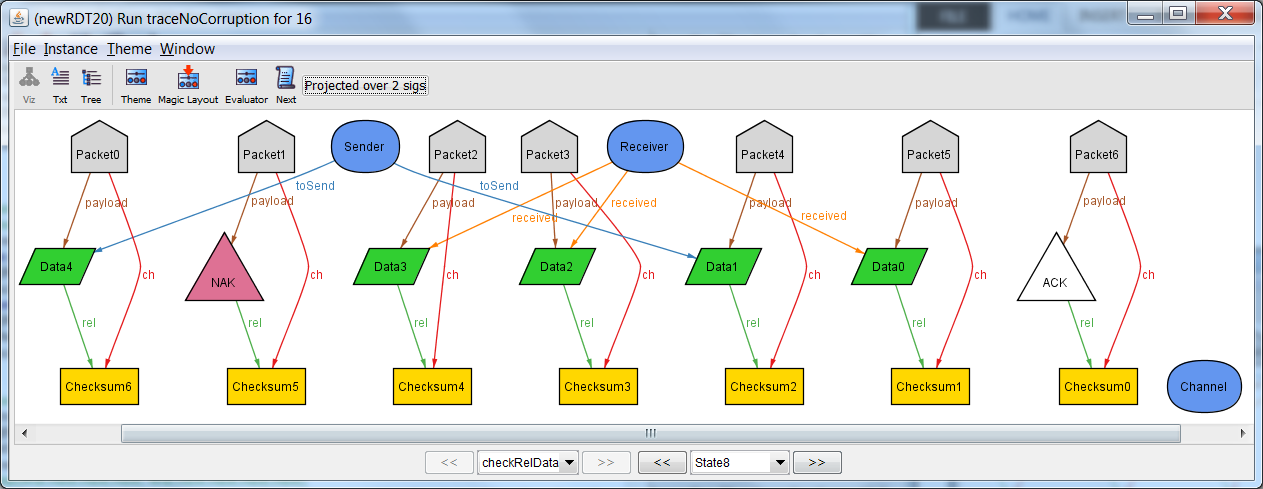 (newRDT20) Run traceNoCorruption for 16
File Instance Theme Window
Viz Txt Tree Theme Magic Layout Evaluator Next Projected over 2 sigs
Packet0 Packet1 Sender Packet2 Packet3 Receiver Packet4 Packet5 Packet6
toSend toSend
payload payload payload payload received payload payload payload
received received
Data4 NAK Data3 Data2 Data1 Data0 ACK
ch ch ch ch ch ch ch
rel rel rel rel rel rel rel
Checksum6 Checksum5 Checksum4 Checksum3 Checksum2 Checksum1 Checksum0 Channel
<< checkRelData >> << State8 >>